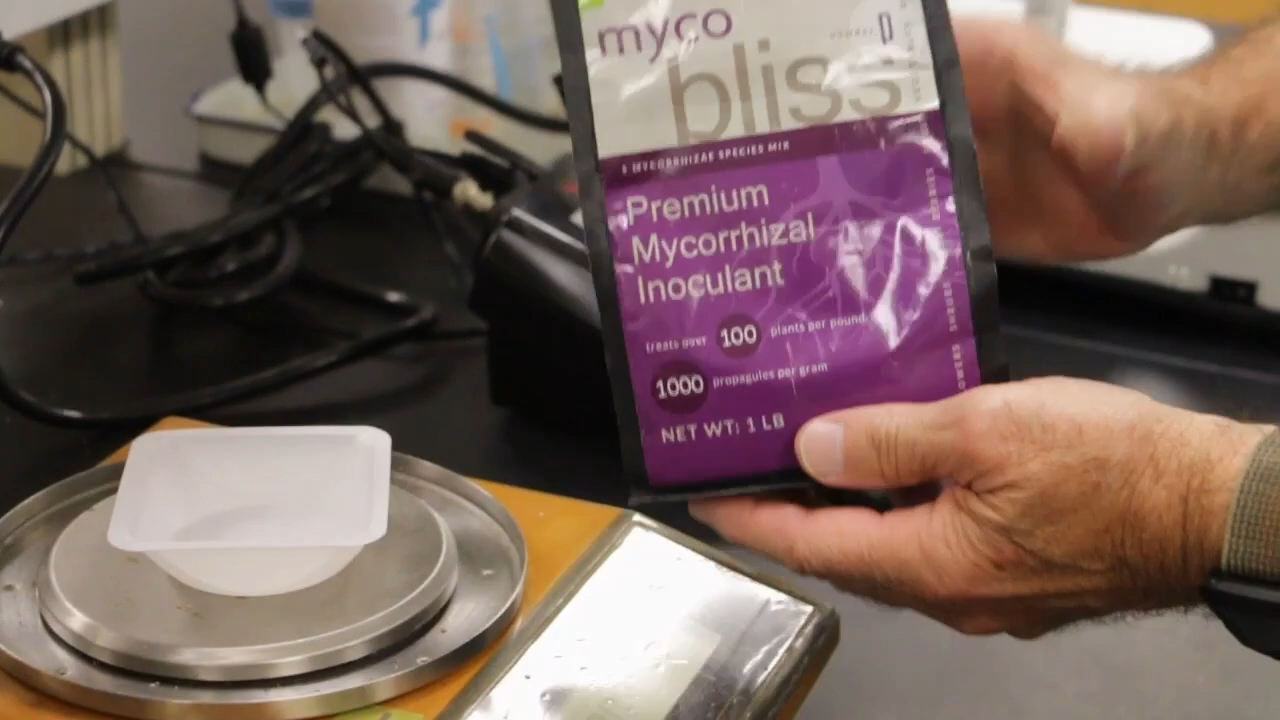 myco
bliss
MYCORRHIZAE SPECIES MIX
Premium
Mycorrhizal
Inoculant
treats over 100 plants per pound
1000 propagules per gram
NET WT: 1 LB